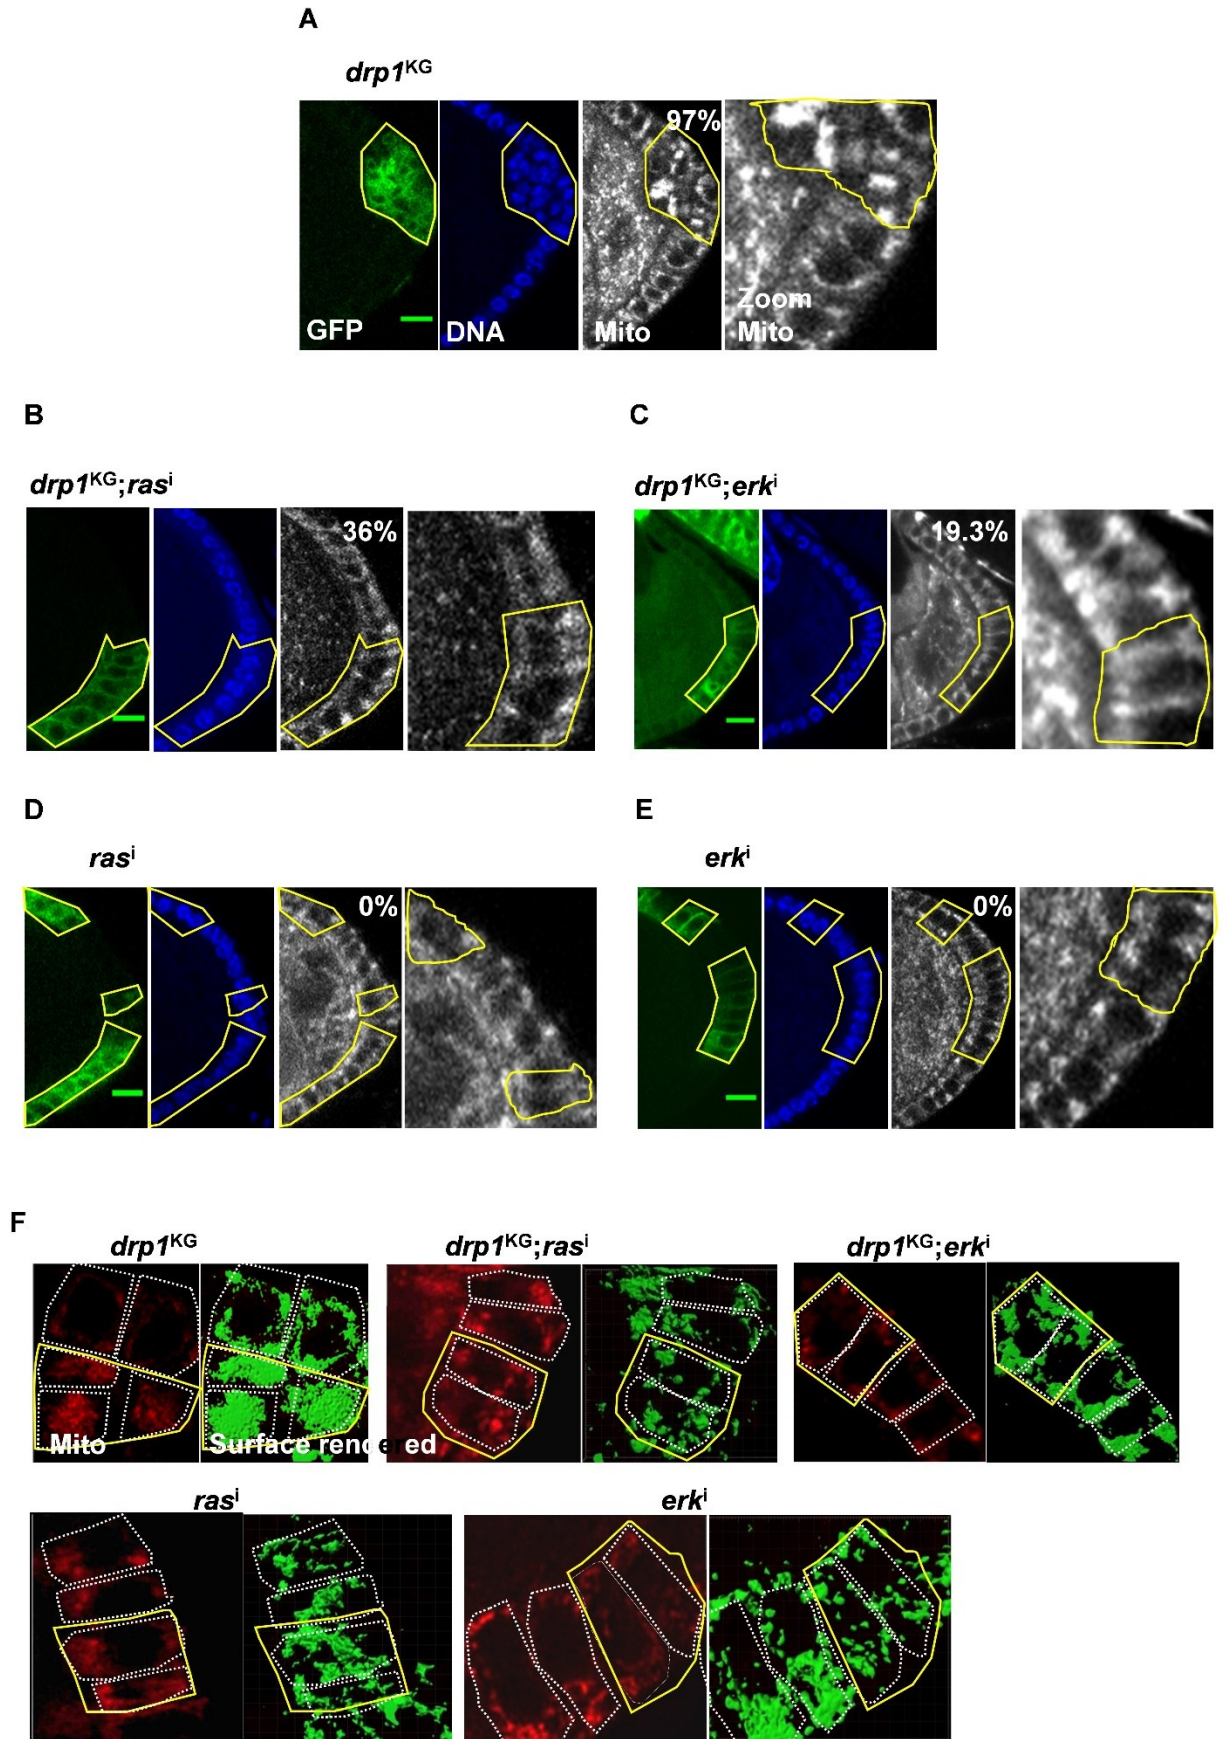 A
drp1KG
97%
GFP DNA Mito Zoom
Mito
B C
drp1KG;rasi drp1KG;erki
36% 19.3%
D E
rasi erki
0% 0%
F
drp1KG drp1KG;rasi drp1KG;erki
Mito Surface rendered
rasi erki